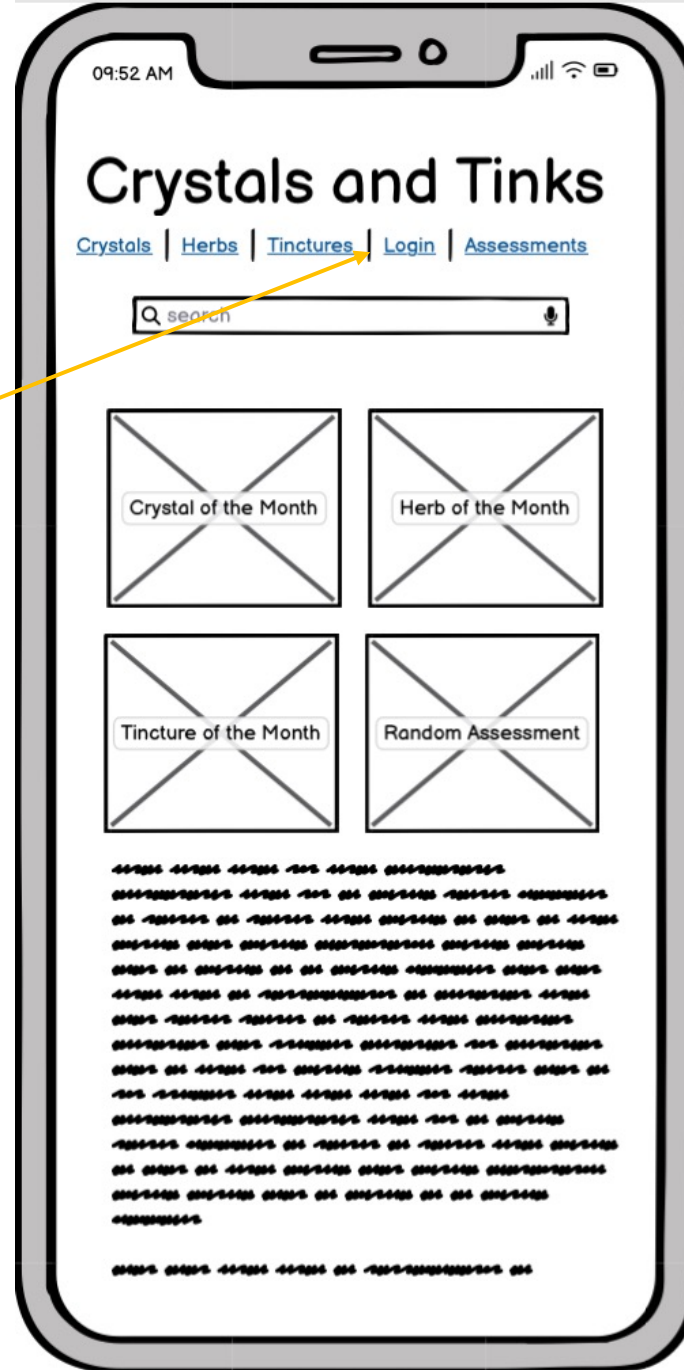 09:52 AM
Crystals and Tinks
Crystals | Herbs | Tinctures | Login | Assessments
search
Crystal of the Month Herb of the Month
Tincture of the Month Random Assessment